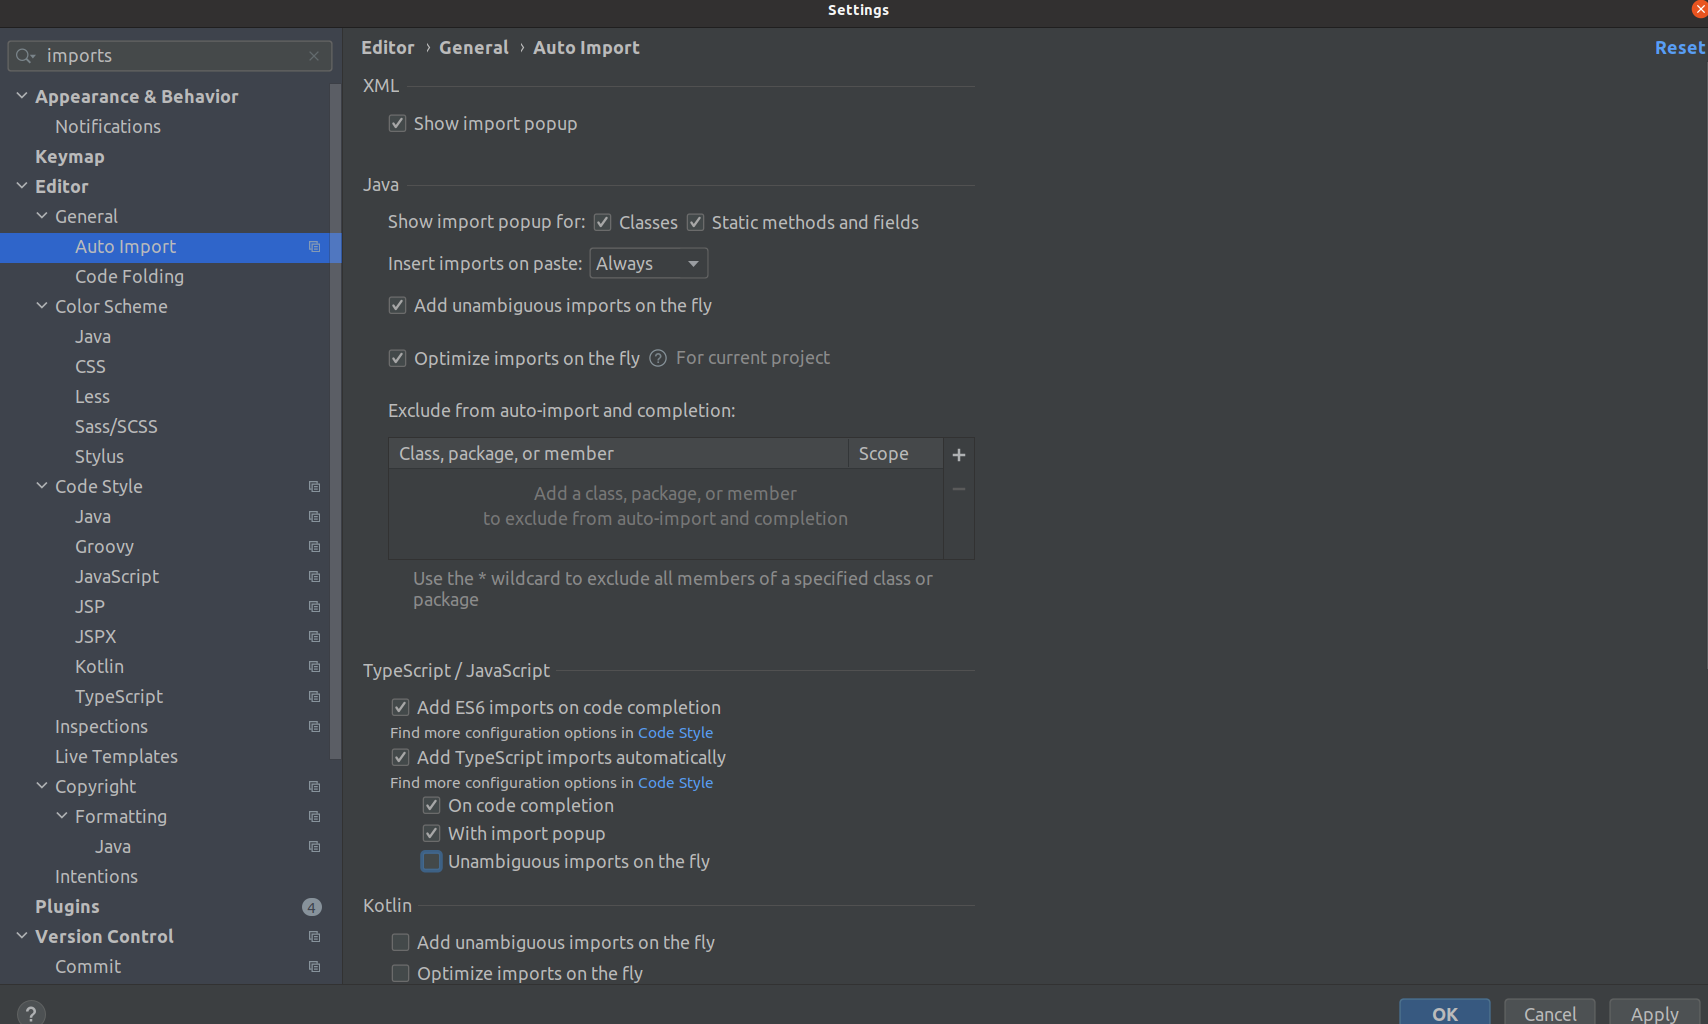 Settings
imports
Appearance & Behavior
Notifications
Keymap
Editor
General
Auto Import
Code Folding
Color Scheme
Java
CSS
Less
Sass/SCSS
Stylus
Code Style
Java
Groovy
JavaScript
JSP
JSPX
Kotlin
TypeScript
Inspections
Live Templates
Copyright
Formatting
Java
Intentions
Plugins 4
Version Control
Commit
?
Editor › General › Auto Import
Reset
XML
Show import popup
Java
Show import popup for: Classes Static methods and fields
Insert imports on paste: Always
Add unambiguous imports on the fly
Optimize imports on the fly ? For current project
Exclude from auto-import and completion:
Class, package, or member Scope
Add a class, package, or member
to exclude from auto-import and completion
Use the * wildcard to exclude all members of a specified class or
package
TypeScript / JavaScript
Add ES6 imports on code completion
Find more configuration options in Code Style
Add TypeScript imports automatically
Find more configuration options in Code Style
On code completion
With import popup
Unambiguous imports on the fly
Kotlin
Add unambiguous imports on the fly
Optimize imports on the fly
OK Cancel Apply